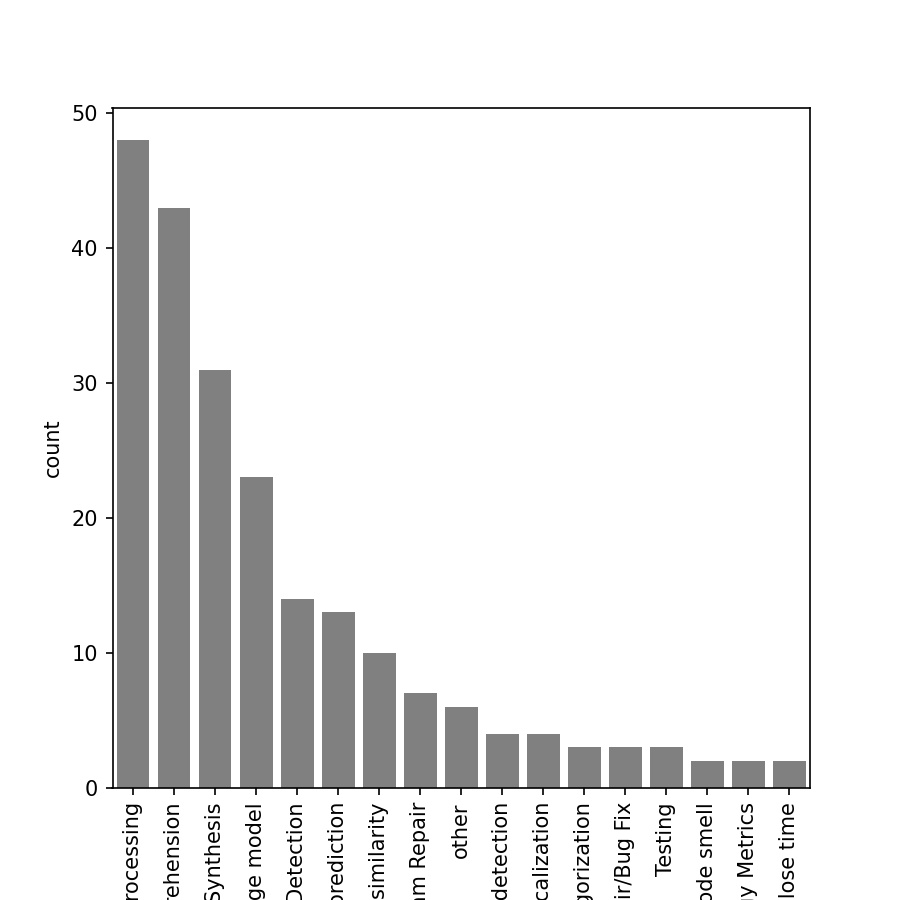 50
40
30
20
10
0
count
rocessing
rehension
Synthesis
ge model
Detection
prediction
similarity
am Repair
other
detection
calization
gorization
ir/Bug Fix
Testing
ode smell
y Metrics
lose time